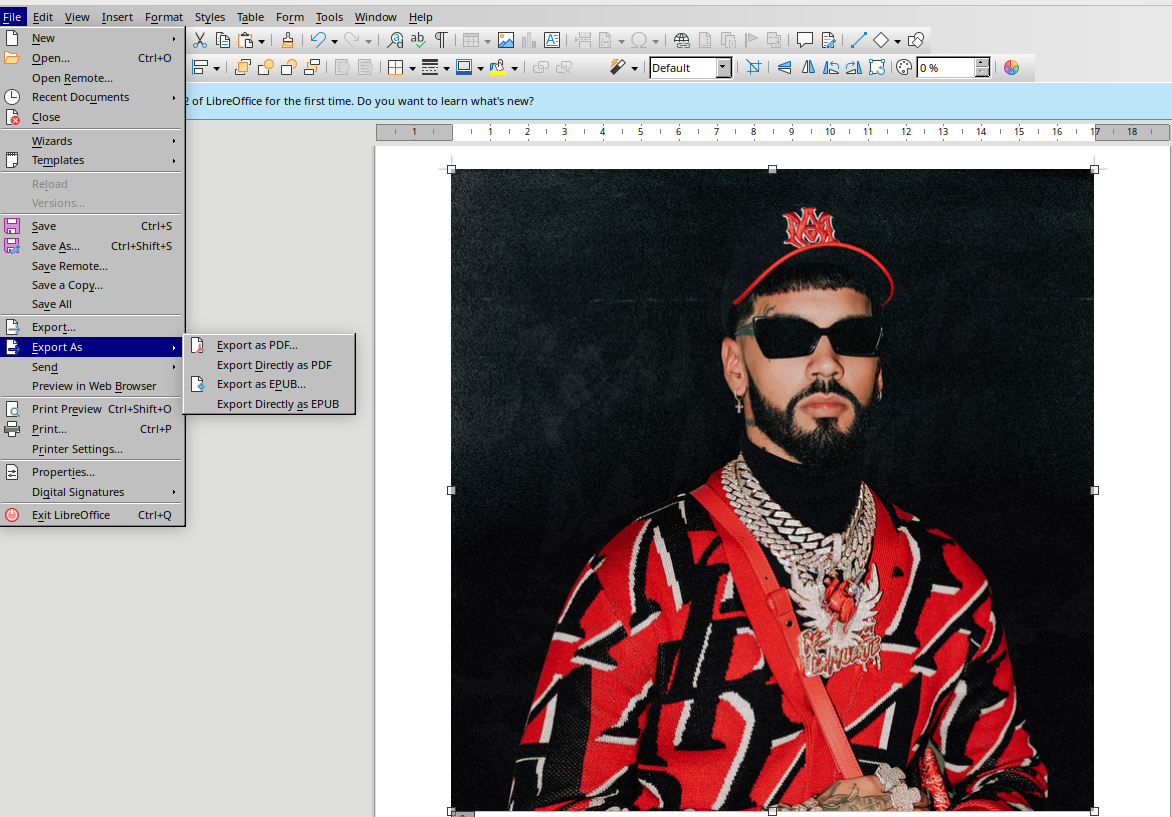 File Edit View Insert Format Styles Table Form Tools Window Help
New
Open... Ctrl+O
Open Remote...
Recent Documents
Close
Wizards
Templates
Reload
Versions...
Save Ctrl+S
Save As... Ctrl+Shift+S
Save Remote...
Save a Copy...
Save All
Export...
Export As
Send
Preview in Web Browser
Print Preview Ctrl+Shift+O
Print... Ctrl+P
Printer Settings...
Properties...
Digital Signatures
Exit LibreOffice Ctrl+Q
Export as PDF...
Export Directly as PDF
Export as EPUB...
Export Directly as EPUB
Default
0 %
2 of LibreOffice for the first time. Do you want to learn what's new?
1 1 2 3 4 5 6 7 8 9 10 11 12 13 14 15 16 17 18